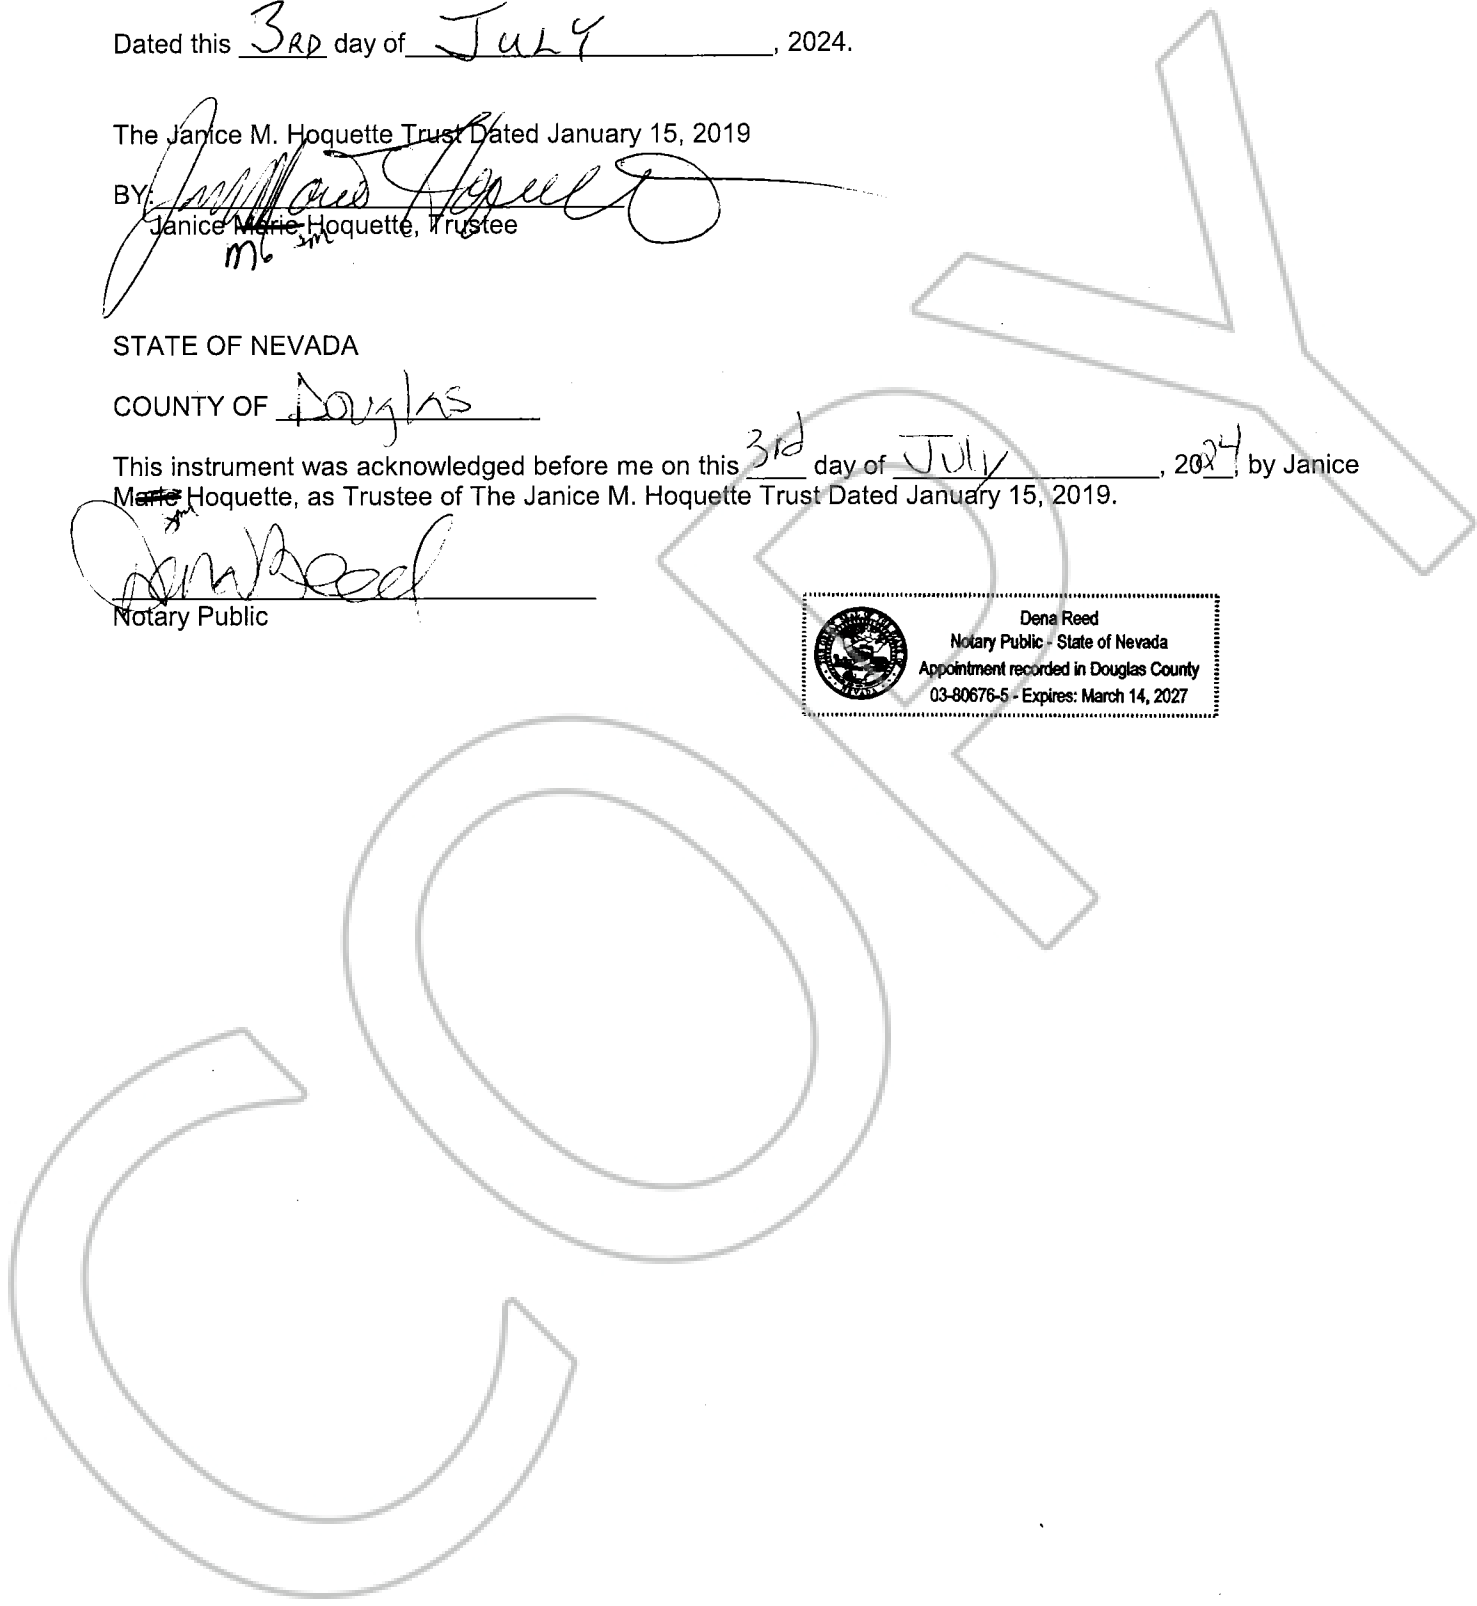 Dated this 3RD day of JULY, 2024.
The Janice M. Hoquette Trust Dated January 15, 2019
BY:
Janice Marie Hoquette, Trustee
STATE OF NEVADA
COUNTY OF Douglas
This instrument was acknowledged before me on this 3rd day of July, 2024, by Janice
Marie Hoquette, as Trustee of The Janice M. Hoquette Trust Dated January 15, 2019.
Dena Reed
Notary Public
Dena Reed
Notary Public - State of Nevada
Appointment recorded in Douglas County
03-80676-5 - Expires: March 14, 2027
COPY